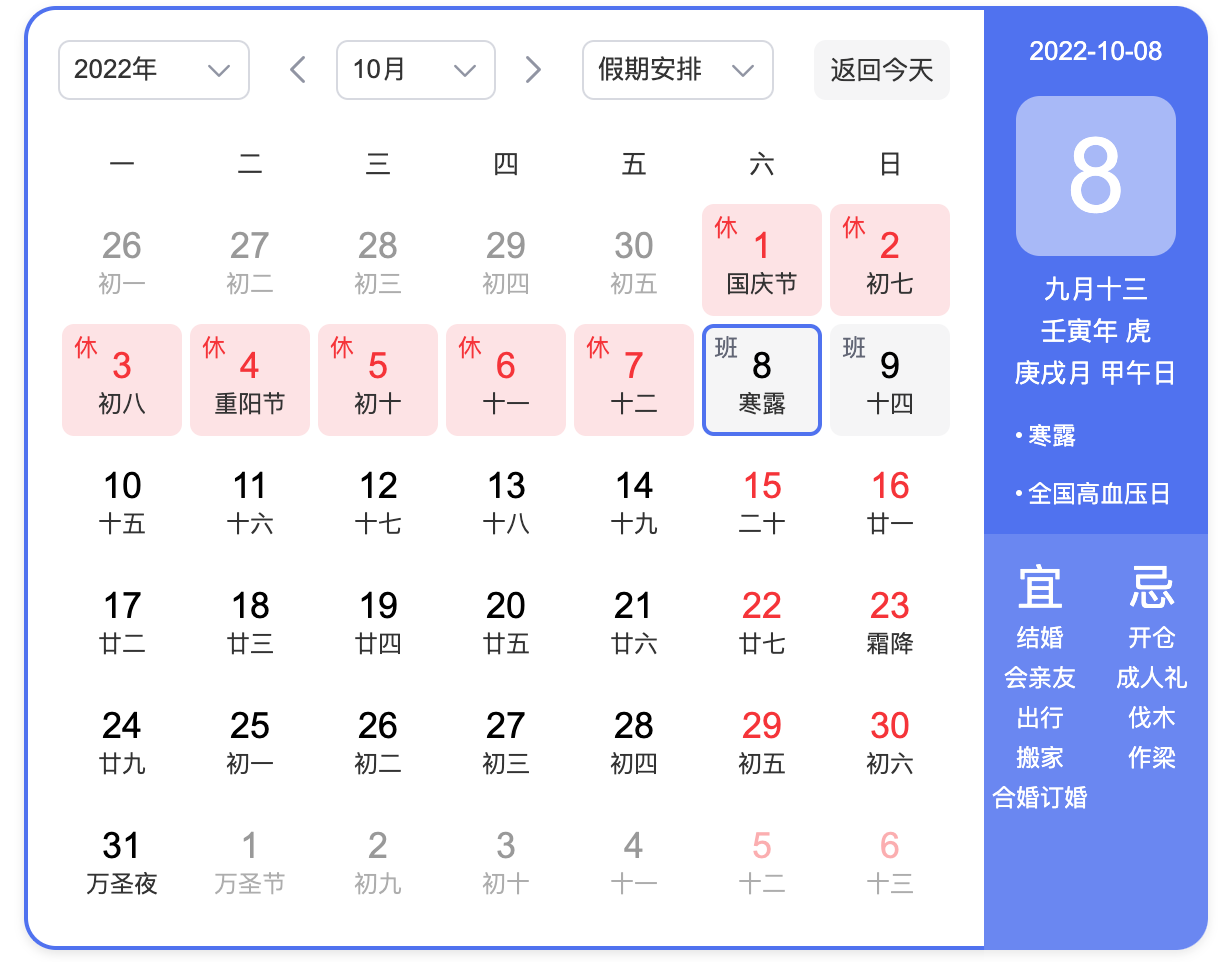 2022年 10月 假期安排 返回今天
一 二 三 四 五 六 日
26 27 28 29 30 休 1 休 2
初一 初二 初三 初四 初五 国庆节 初七
休 3 休 4 休 5 休 6 休 7 班 8 班 9
初八 重阳节 初十 十一 十二 寒露 十四
10 11 12 13 14 15 16
十五 十六 十七 十八 十九 二十 廿一
17 18 19 20 21 22 23
廿二 廿三 廿四 廿五 廿六 廿七 霜降
24 25 26 27 28 29 30
廿九 初一 初二 初三 初四 初五 初六
31 1 2 3 4 5 6
万圣夜 万圣节 初九 初十 十一 十二 十三
2022-10-08
8
九月十三
壬寅年 虎
庚戌月 甲午日
• 寒露
• 全国高血压日
宜 忌
结婚 开仓
会亲友 成人礼
出行 伐木
搬家 作梁
合婚订婚